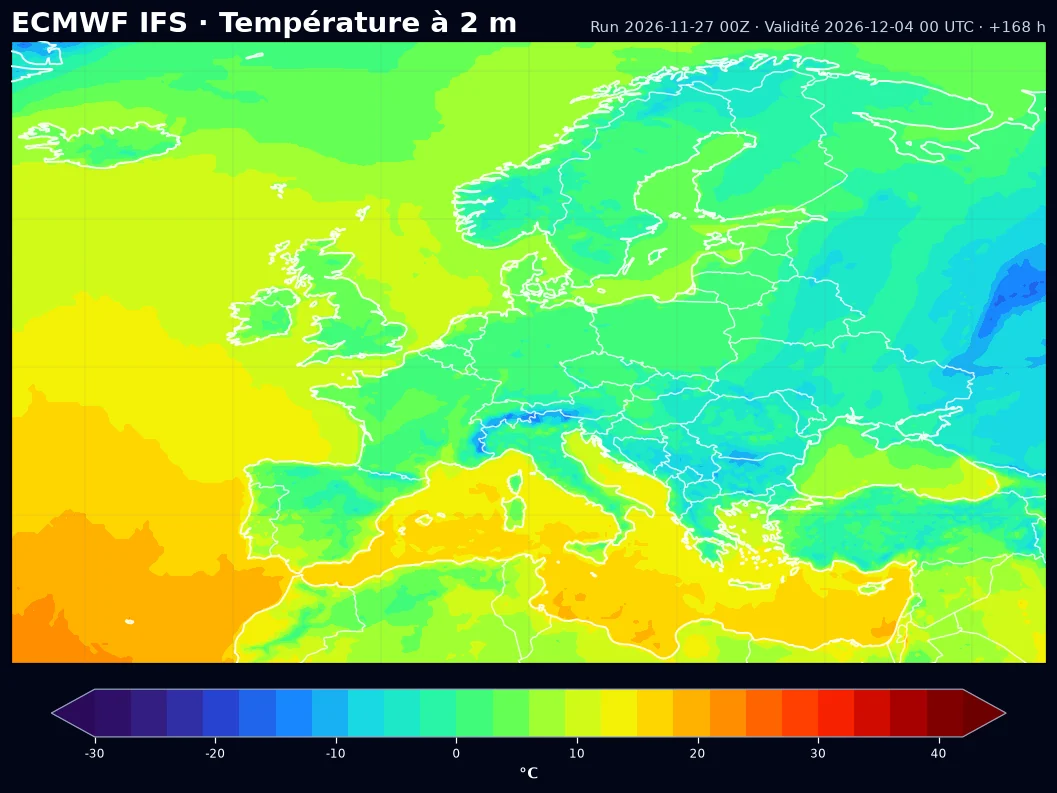 ECMWF IFS · Température à 2 m
Run 2026-11-27 00Z · Validité 2026-12-04 00 UTC · +168 h
-30 -20 -10 0 10 20 30 40
°C